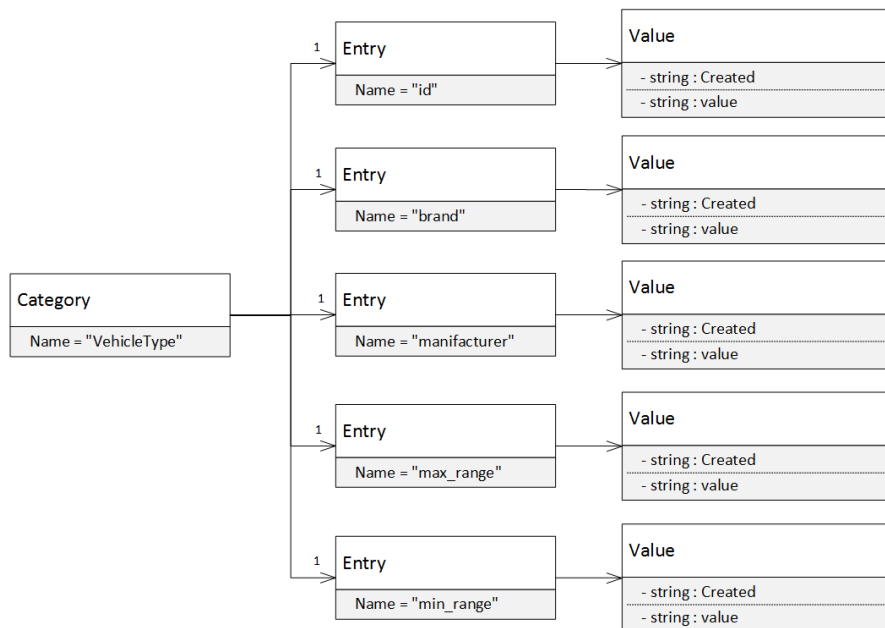 1
Entry
Name = "id"
Value
- string : Created
- string : value
1
Entry
Name = "brand"
Value
- string : Created
- string : value
Category
Name = "VehicleType"
1
Entry
Name = "manifacturer"
Value
- string : Created
- string : value
1
Entry
Name = "max_range"
Value
- string : Created
- string : value
1
Entry
Name = "min_range"
Value
- string : Created
- string : value